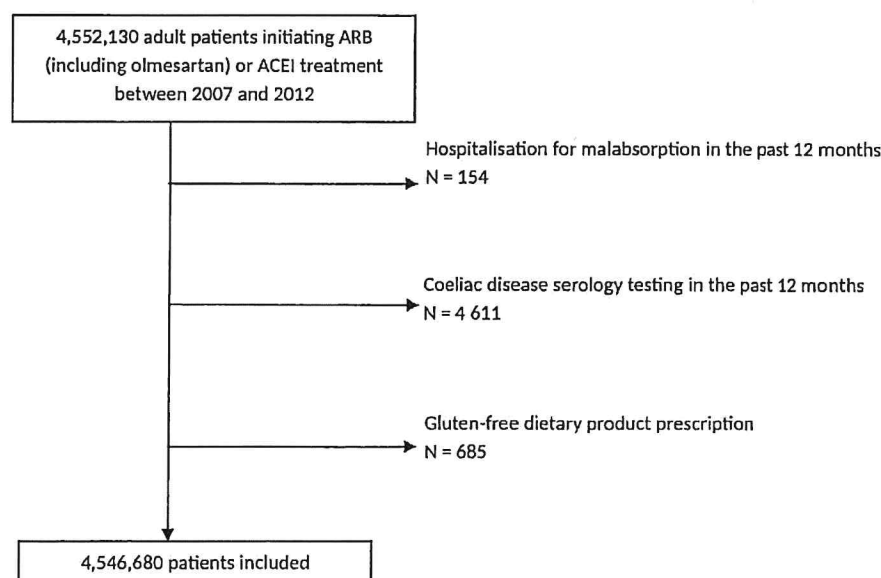 4,552,130 adult patients initiating ARB
(including olmesartan) or ACEI treatment
between 2007 and 2012
Hospitalisation for malabsorption in the past 12 months
N = 154
Coeliac disease serology testing in the past 12 months
N = 4 611
Gluten-free dietary product prescription
N = 685
4,546,680 patients included